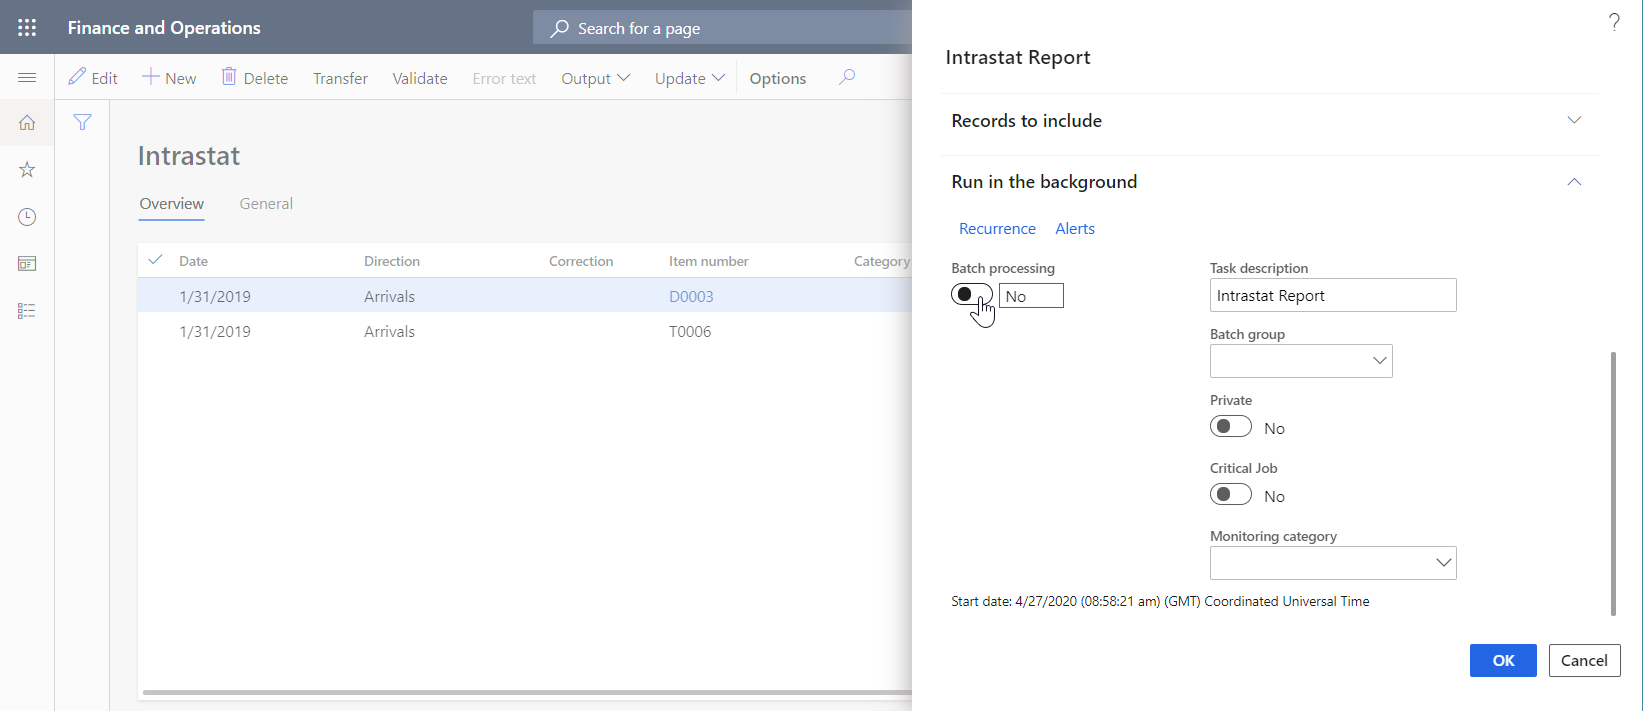 Finance and Operations
Search for a page
?
Edit
New
Delete
Transfer
Validate
Error text
Output
Update
Options
Intrastat
Overview
General
Date
Direction
Correction
Item number
Category
1/31/2019
Arrivals
D0003
1/31/2019
Arrivals
T0006
Intrastat Report
Records to include
Run in the background
Recurrence
Alerts
Batch processing
No
Task description
Intrastat Report
Batch group
Private
No
Critical Job
No
Monitoring category
Start date: 4/27/2020 (08:58:21 am) (GMT) Coordinated Universal Time
OK
Cancel